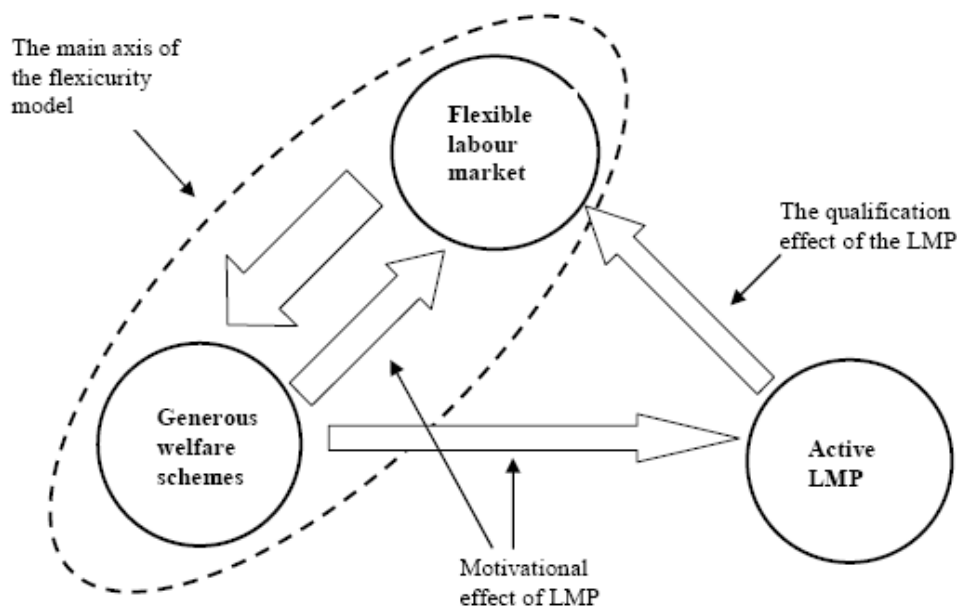 The main axis of
the flexicurity
model
Flexible
labour
market
The qualification
effect of the LMP
Generous
welfare
schemes
Active
LMP
Motivational
effect of LMP